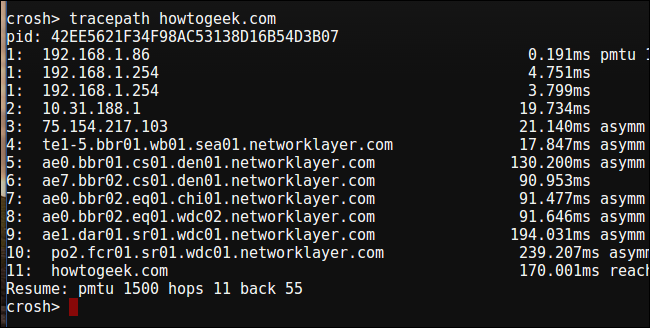 crosh> tracepath howtogeek.com
pid: 42EE5621F34F98AC53138D16B54D3B07
1:  192.168.1.86 0.191ms pmtu 1
1:  192.168.1.254 4.751ms
1:  192.168.1.254 3.799ms
2:  10.31.188.1 19.734ms
3:  75.154.217.103 21.140ms asymm
4:  te1-5.bbr01.wb01.sea01.networklayer.com 17.847ms asymm
5:  ae0.bbr01.cs01.den01.networklayer.com 130.200ms asymm
6:  ae7.bbr02.cs01.den01.networklayer.com 90.953ms
7:  ae0.bbr02.eq01.chi01.networklayer.com 91.477ms asymm
8:  ae0.bbr02.eq01.wdc02.networklayer.com 91.646ms asymm
9:  ae1.dar01.sr01.wdc01.networklayer.com 194.031ms asymm
10:  po2.fcr01.sr01.wdc01.networklayer.com 239.207ms asymm
11:  howtogeek.com 170.001ms reach
Resume: pmtu 1500 hops 11 back 55
crosh>